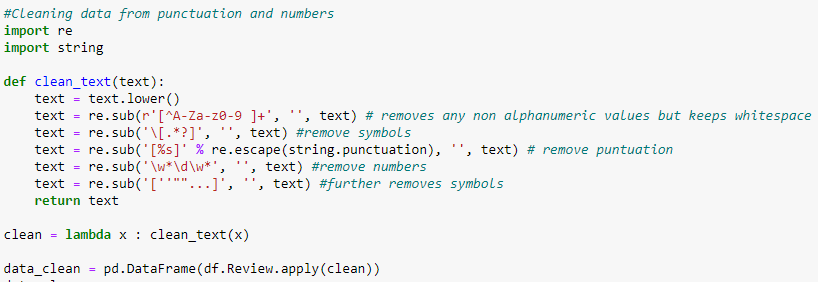 #Cleaning data from punctuation and numbers
import re
import string
def clean_text(text):
    text = text.lower()
    text = re.sub(r'[^A-Za-z0-9 ]+', '', text) # removes any non alphanumeric values but keeps whitespace
    text = re.sub('\[.*?]', '', text) #remove symbols
    text = re.sub('[%s]' % re.escape(string.punctuation), '', text) # remove puntuation
    text = re.sub('\w*\d\w*', '', text) #remove numbers
    text = re.sub('[''""...]', '', text) #further removes symbols
    return text
clean = lambda x : clean_text(x)
data_clean = pd.DataFrame(df.Review.apply(clean))